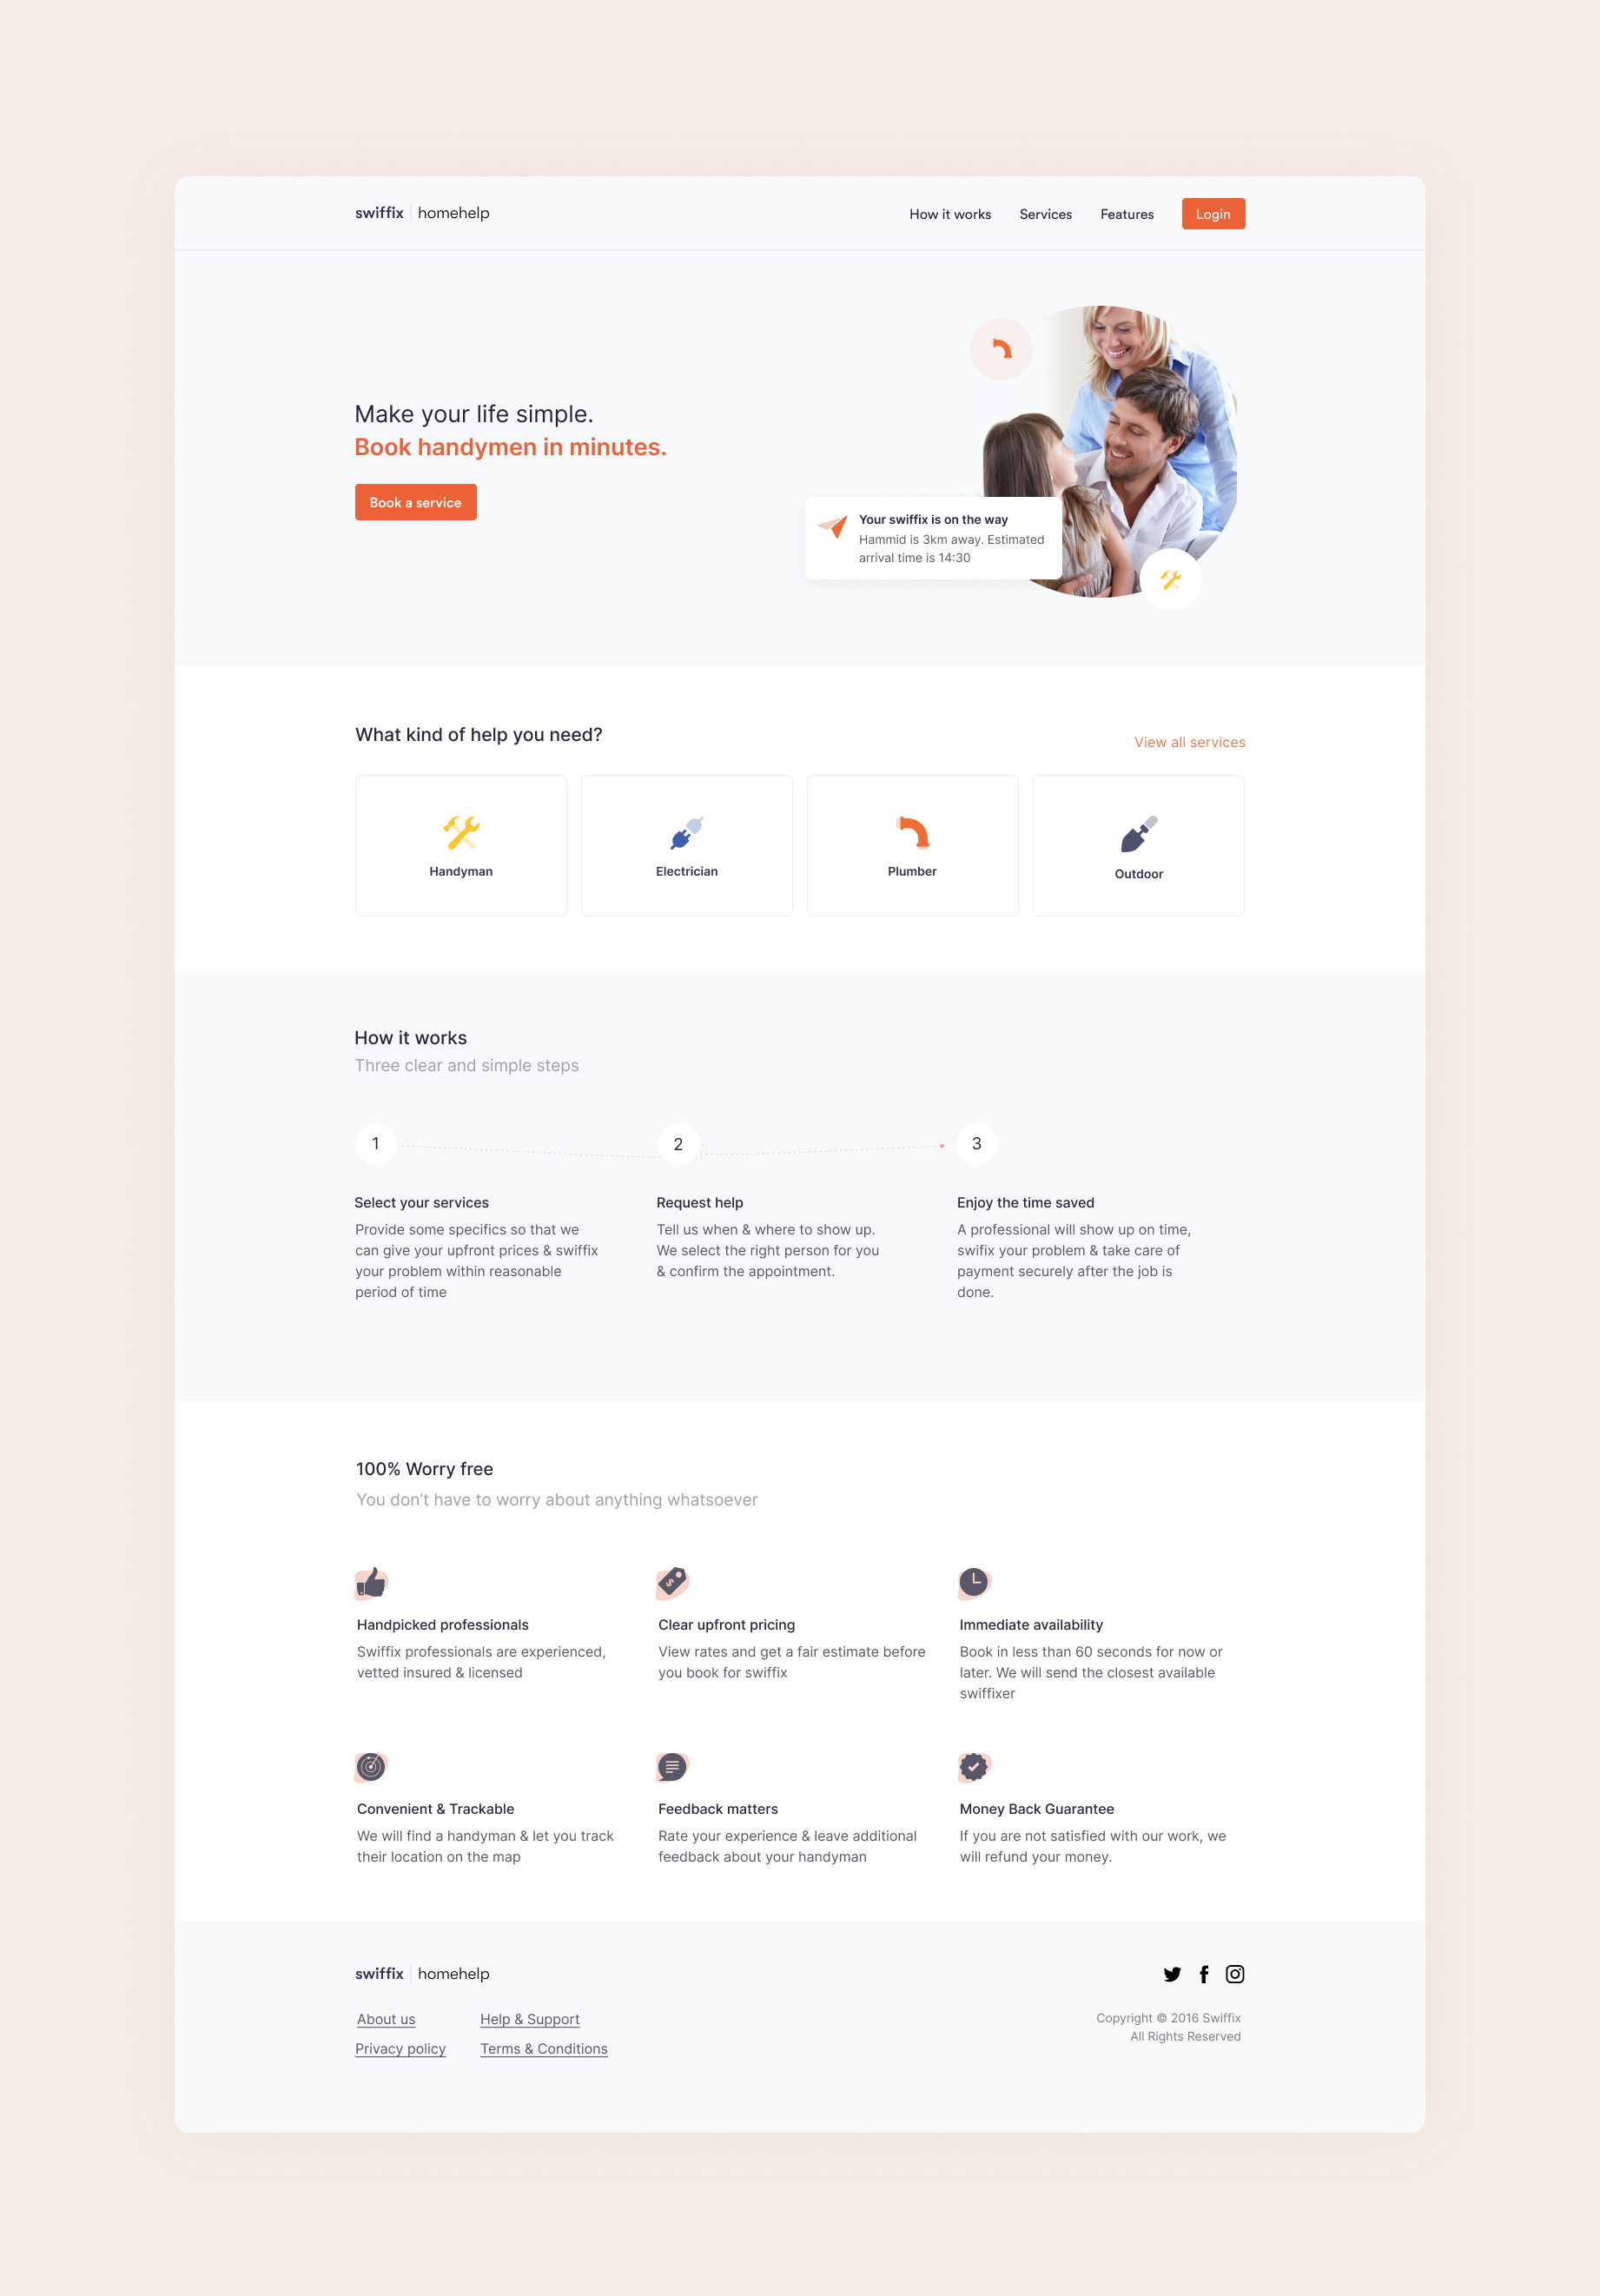 swiffix | homehelp
How it works Services Features Login
Make your life simple.
Book handymen in minutes.
Book a service
Your swiffix is on the way
Hammid is 3km away. Estimated
arrival time is 14:30
What kind of help you need?
View all services
Handyman
Electrician
Plumber
Outdoor
How it works
Three clear and simple steps
1
2
3
Select your services
Provide some specifics so that we
can give your upfront prices & swiffix
your problem within reasonable
period of time
Request help
Tell us when & where to show up.
We select the right person for you
& confirm the appointment.
Enjoy the time saved
A professional will show up on time,
swifix your problem & take care of
payment securely after the job is
done.
100% Worry free
You don’t have to worry about anything whatsoever
Handpicked professionals
Swiffix professionals are experienced,
vetted insured & licensed
$
Clear upfront pricing
View rates and get a fair estimate before
you book for swiffix
Immediate availability
Book in less than 60 seconds for now or
later. We will send the closest available
swiffixer
Convenient & Trackable
We will find a handyman & let you track
their location on the map
Feedback matters
Rate your experience & leave additional
feedback about your handyman
Money Back Guarantee
If you are not satisfied with our work, we
will refund your money.
swiffix | homehelp
About us
Help & Support
Privacy policy
Terms & Conditions
Copyright © 2016 Swiffix
All Rights Reserved